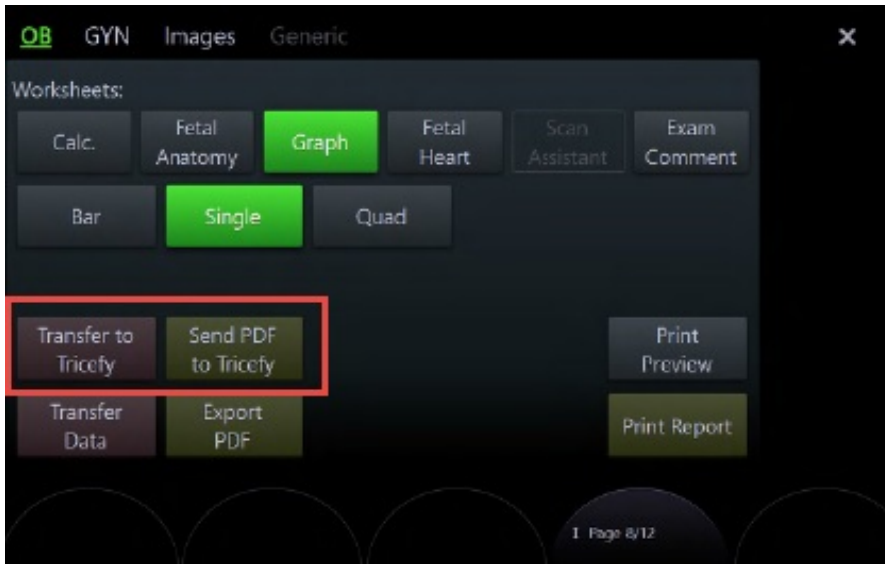 OB GYN Images Generic ×
Worksheets:
Calc.
Fetal
Anatomy
Graph
Fetal
Heart
Scan
Assistant
Exam
Comment
Bar
Single
Quad
Transfer to
Tricefy
Send PDF
to Tricefy
Print
Preview
Transfer
Data
Export
PDF
Print Report
I Page 8/12